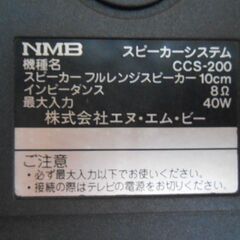 NMB スピーカーシステム
機種名 CCS-200
スピーカー フルレンジスピーカー 10cm
インピーダンス 8Ω
最大入力 40W
株式会社エヌ・エム・ビー
ご注意
•必ず最大入力以下でお使いください。
•接続の際はテレビの電源をお切りください。